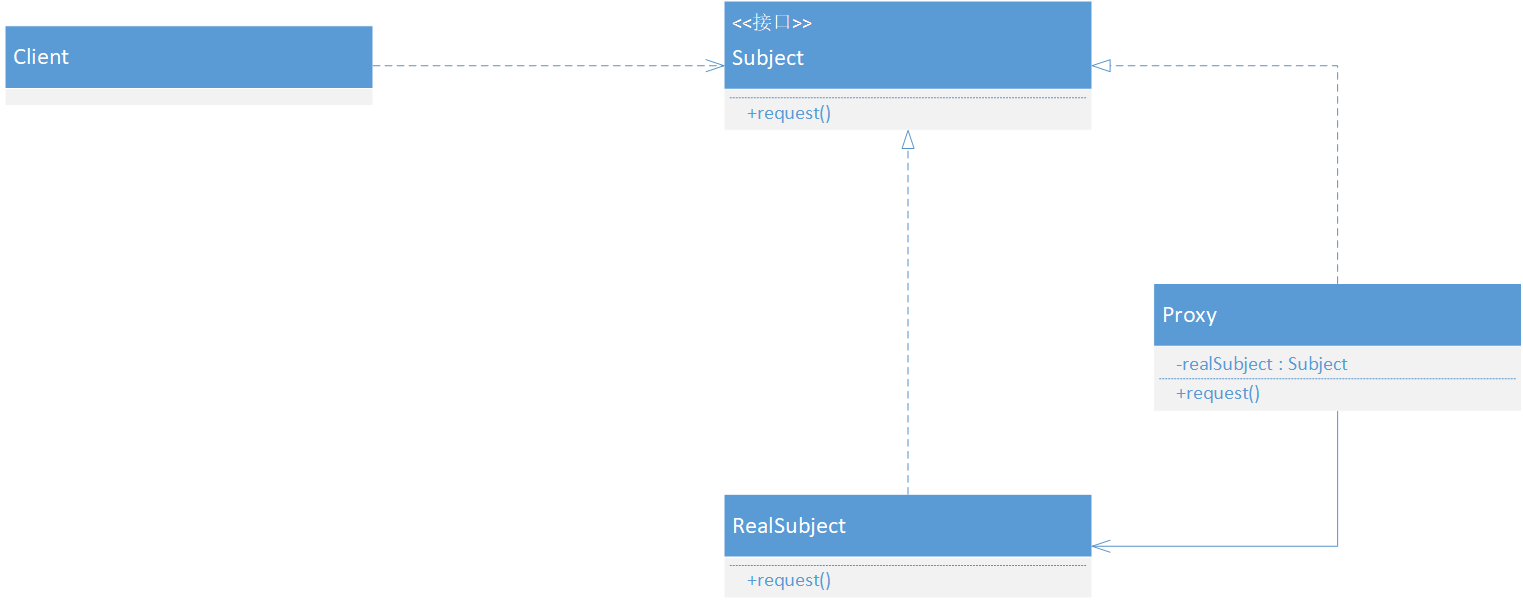 Client
<<接口>>
Subject
+request()
Proxy
-realSubject : Subject
+request()
RealSubject
+request()